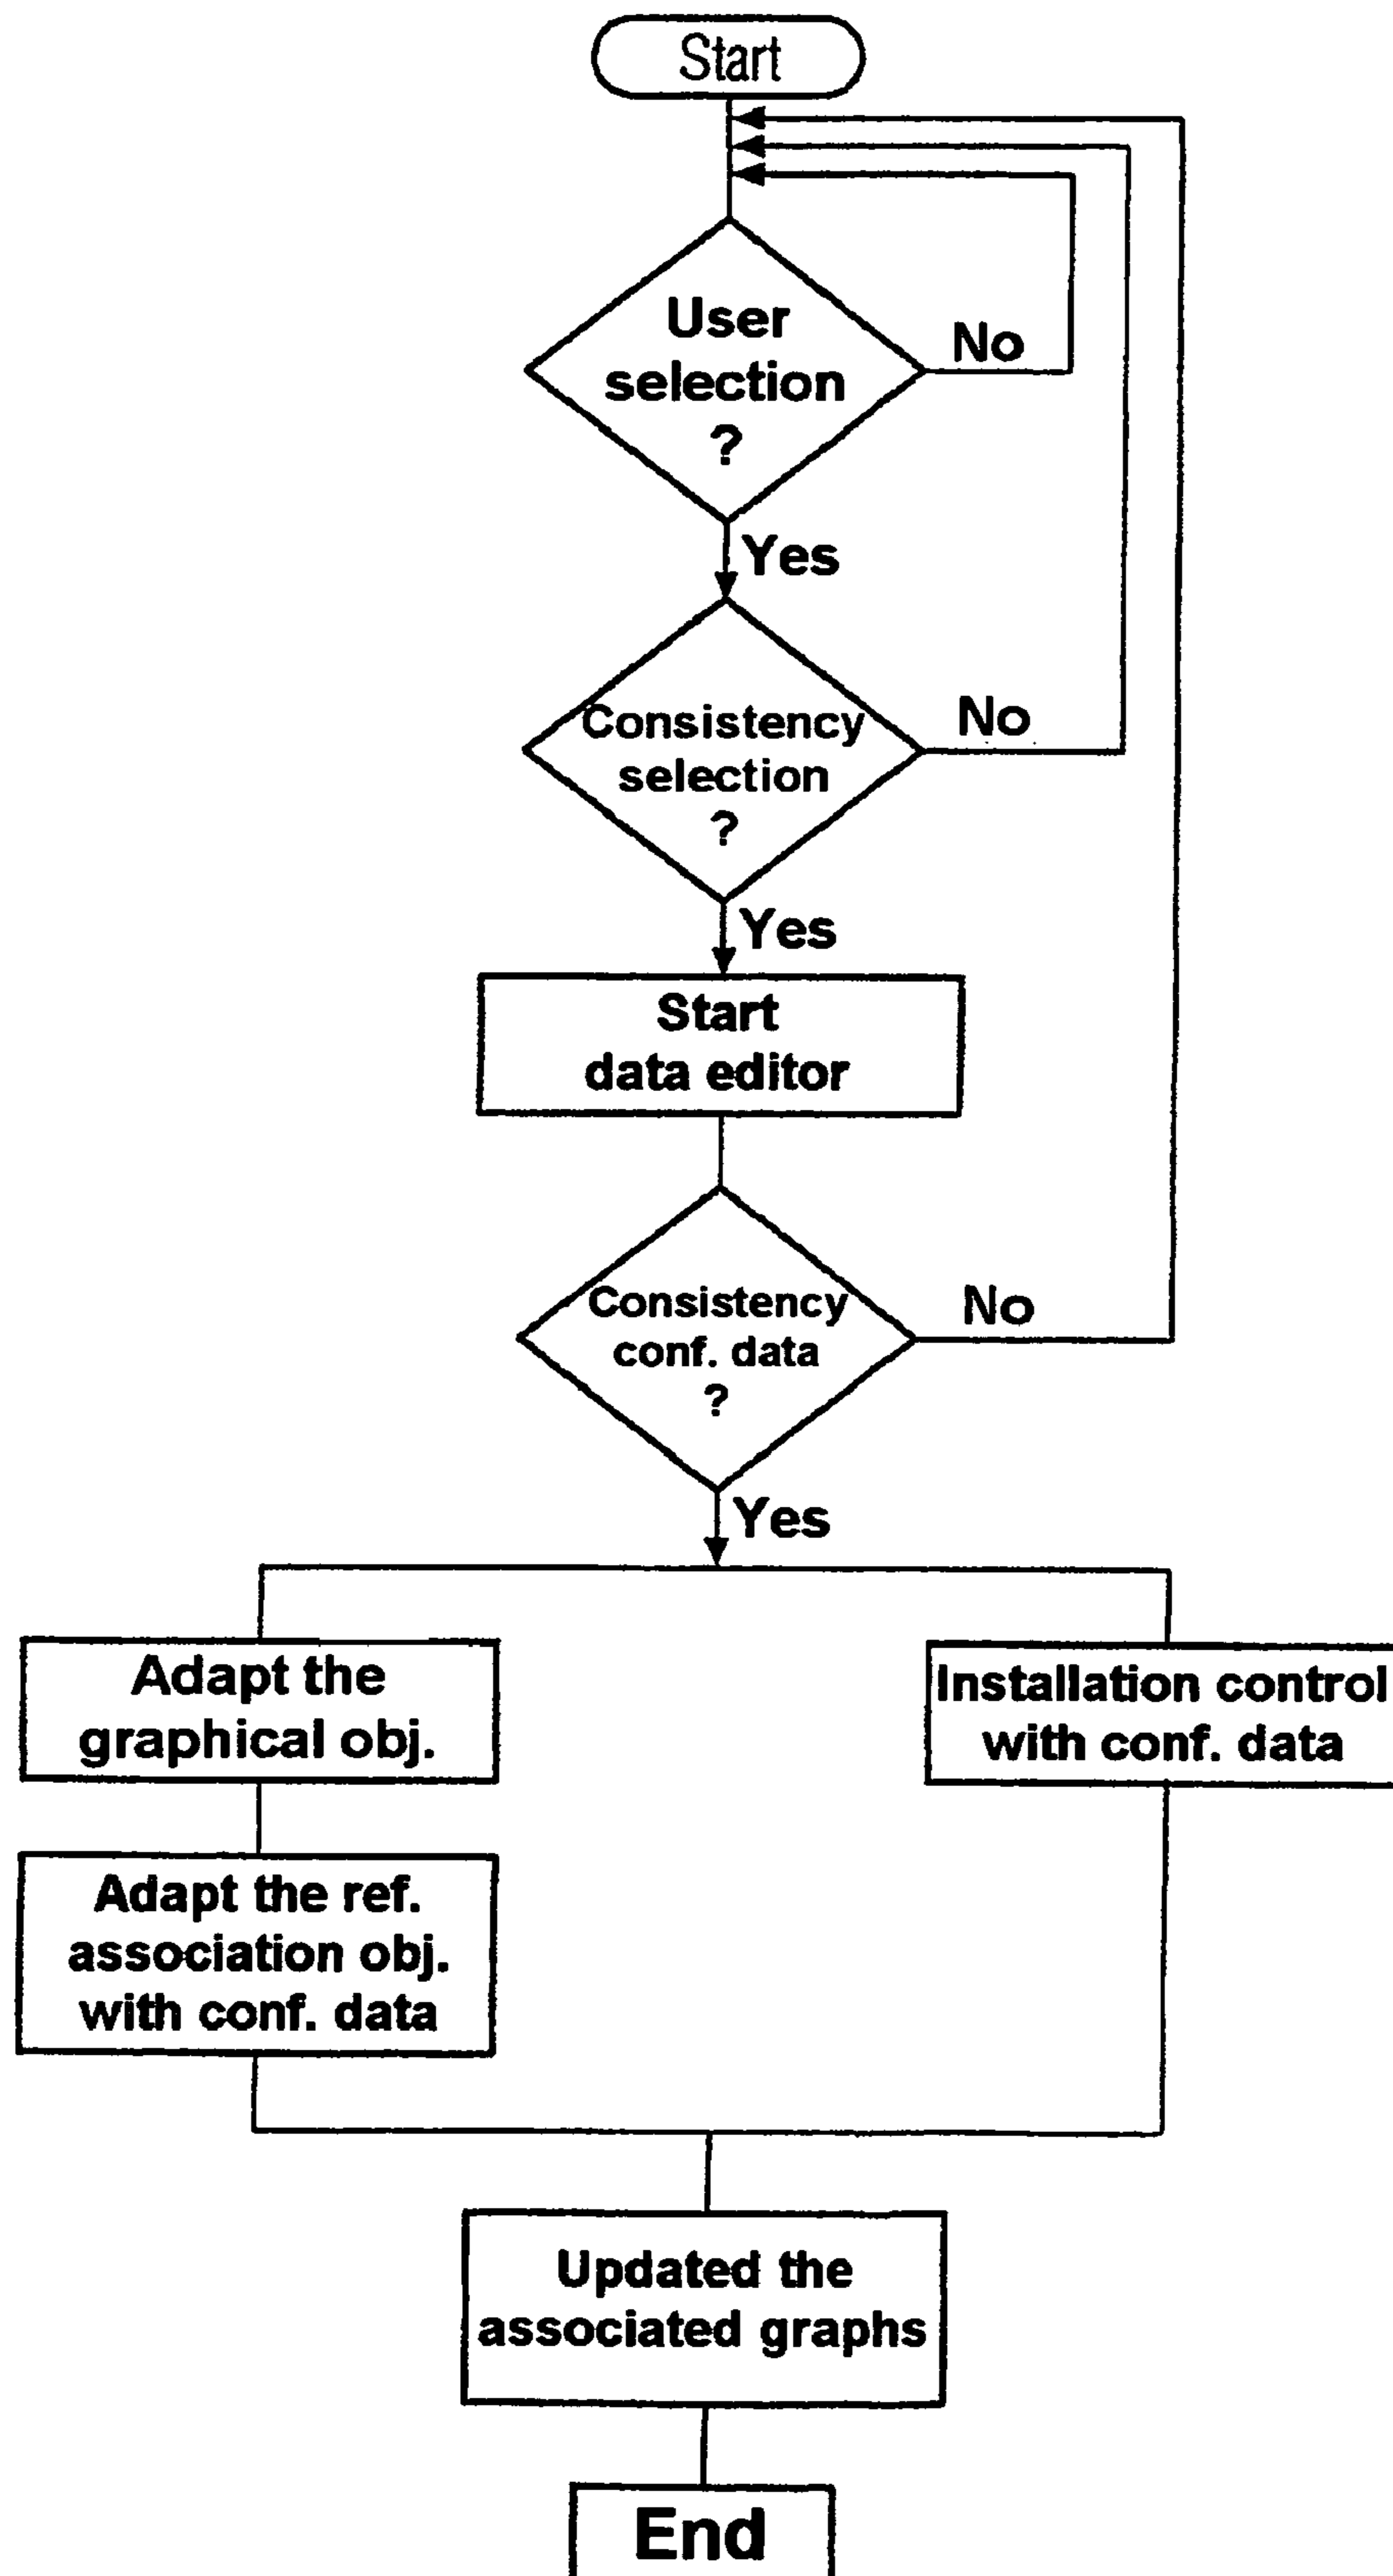 Start
User
selection
?
No
Yes
Consistency
selection
?
No
Yes
Start
data editor
Consistency
conf. data
?
No
Yes
Adapt the
graphical obj.
Installation control
with conf. data
Adapt the ref.
association obj.
with conf. data
Updated the
associated graphs
End